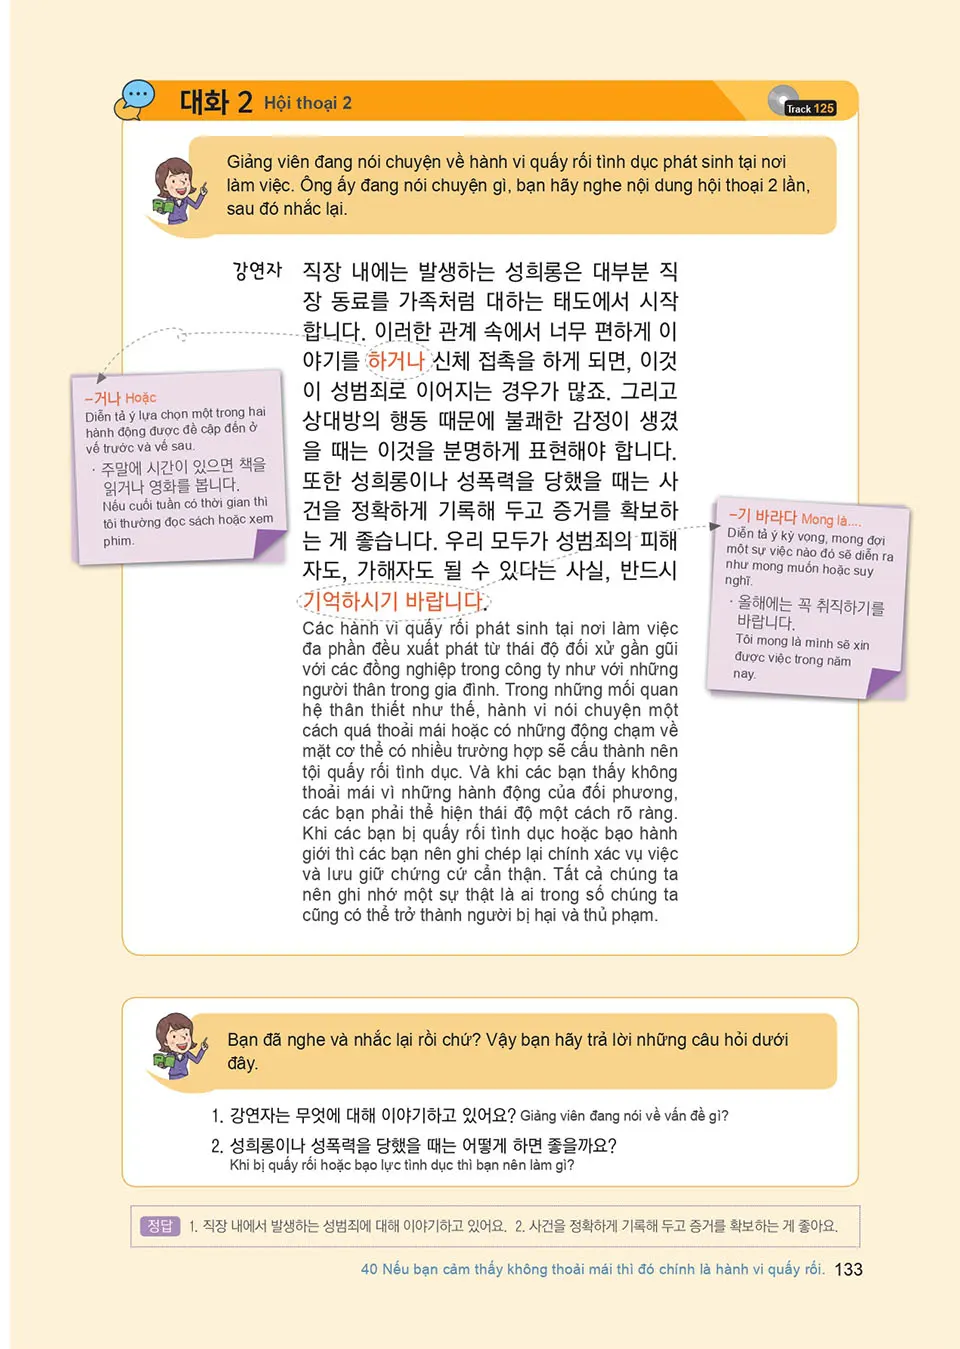 대화 2 Hội thoại 2
Track 125
Giảng viên đang nói chuyện về hành vi quấy rối tình dục phát sinh tại nơi
làm việc. Ông ấy đang nói chuyện gì, bạn hãy nghe nội dung hội thoại 2 lần,
sau đó nhắc lại.
강연자
직장 내에는 발생하는 성희롱은 대부분 직
장 동료를 가족처럼 대하는 태도에서 시작
합니다. 이러한 관계 속에서 너무 편하게 이
야기를 하거나 신체 접촉을 하게 되면, 이것
이 성범죄로 이어지는 경우가 많죠. 그리고
상대방의 행동 때문에 불쾌한 감정이 생겼
을 때는 이것을 분명하게 표현해야 합니다.
또한 성희롱이나 성폭력을 당했을 때는 사
건을 정확하게 기록해 두고 증거를 확보하
는 게 좋습니다. 우리 모두가 성범죄의 피해
자도, 가해자도 될 수 있다는 사실, 반드시
기억하시기 바랍니다.
Các hành vi quấy rối phát sinh tại nơi làm việc
đa phần đều xuất phát từ thái độ đối xử gần gũi
với các đồng nghiệp trong công ty như với những
người thân trong gia đình. Trong những mối quan
hệ thân thiết như thế, hành vi nói chuyện một
cách quá thoải mái hoặc có những động chạm về
mặt cơ thể có nhiều trường hợp sẽ cấu thành nên
tội quấy rối tình dục. Và khi các bạn thấy không
thoải mái vì những hành động của đối phương,
các bạn phải thể hiện thái độ một cách rõ ràng.
Khi các bạn bị quấy rối tình dục hoặc bạo hành
giới thì các bạn nên ghi chép lại chính xác vụ việc
và lưu giữ chứng cứ cẩn thận. Tất cả chúng ta
nên ghi nhớ một sự thật là ai trong số chúng ta
cũng có thể trở thành người bị hại và thủ phạm.
–거나 Hoặc
Diễn tả ý lựa chọn một trong hai
hành động được đề cập đến ở
vế trước và vế sau.
· 주말에 시간이 있으면 책을
읽거나 영화를 봅니다.
Nếu cuối tuần có thời gian thì
tôi thường đọc sách hoặc xem
phim.
–기 바라다 Mong là....
Diễn tả ý kỳ vọng, mong đợi
một sự việc nào đó sẽ diễn ra
như mong muốn hoặc suy
nghĩ.
· 올해에는 꼭 취직하기를
바랍니다.
Tôi mong là mình sẽ xin
được việc trong năm
nay.
Bạn đã nghe và nhắc lại rồi chứ? Vậy bạn hãy trả lời những câu hỏi dưới
đây.
1. 강연자는 무엇에 대해 이야기하고 있어요? Giảng viên đang nói về vấn đề gì?
2. 성희롱이나 성폭력을 당했을 때는 어떻게 하면 좋을까요?
Khi bị quấy rối hoặc bạo lực tình dục thì bạn nên làm gì?
정답 1. 직장 내에서 발생하는 성범죄에 대해 이야기하고 있어요. 2. 사건을 정확하게 기록해 두고 증거를 확보하는 게 좋아요.
40 Nếu bạn cảm thấy không thoải mái thì đó chính là hành vi quấy rối. 133